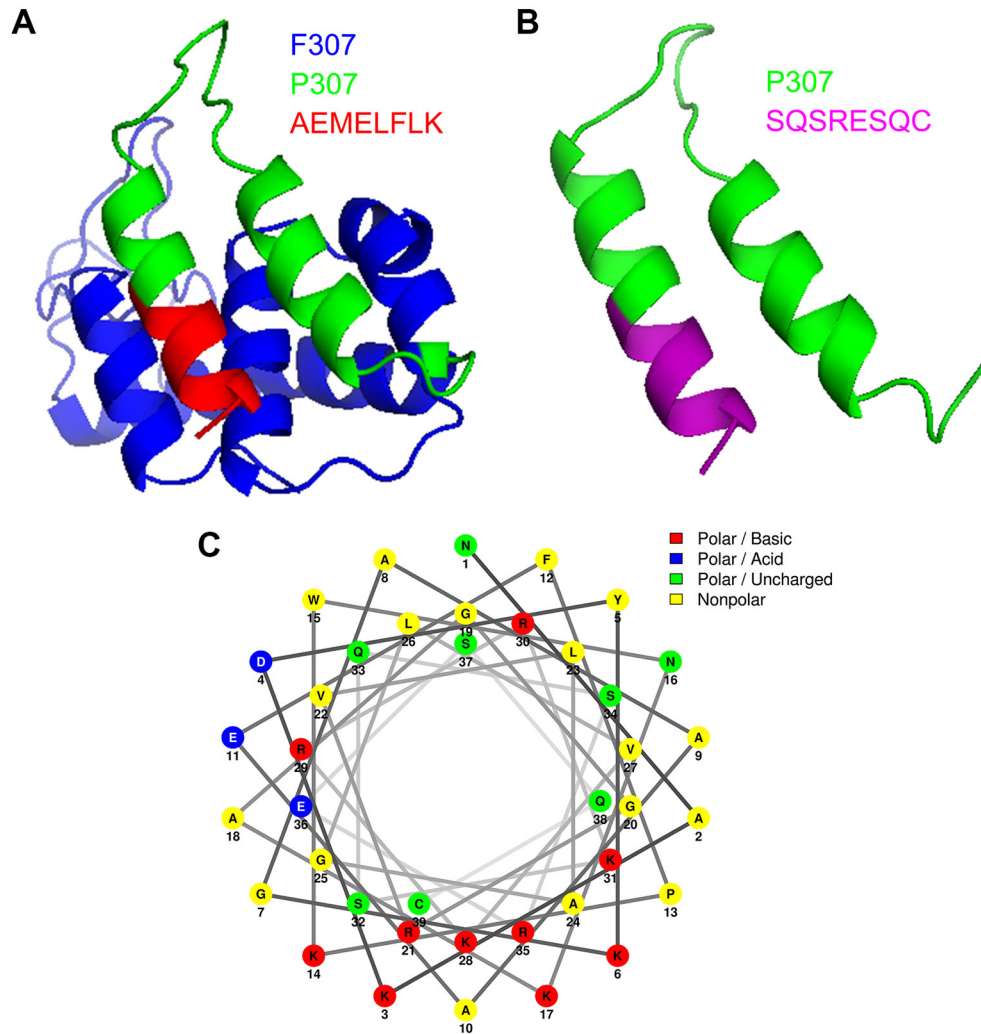 A
F307
P307
AEMELFLK
B
P307
SQSRESQC
C
Polar / Basic
Polar / Acid
Polar / Uncharged
Nonpolar
N
1
A
8
F
12
W
15
Y
5
L
26
G
19
R
30
S
37
Q
33
L
23
D
4
N
16
V
22
S
34
E
11
R
29
V
27
A
9
E
36
Q
38
G
20
A
18
A
2
G
25
K
31
G
7
S
32
C
39
A
24
P
13
R
21
K
28
R
35
K
14
K
6
K
3
A
10
K
17